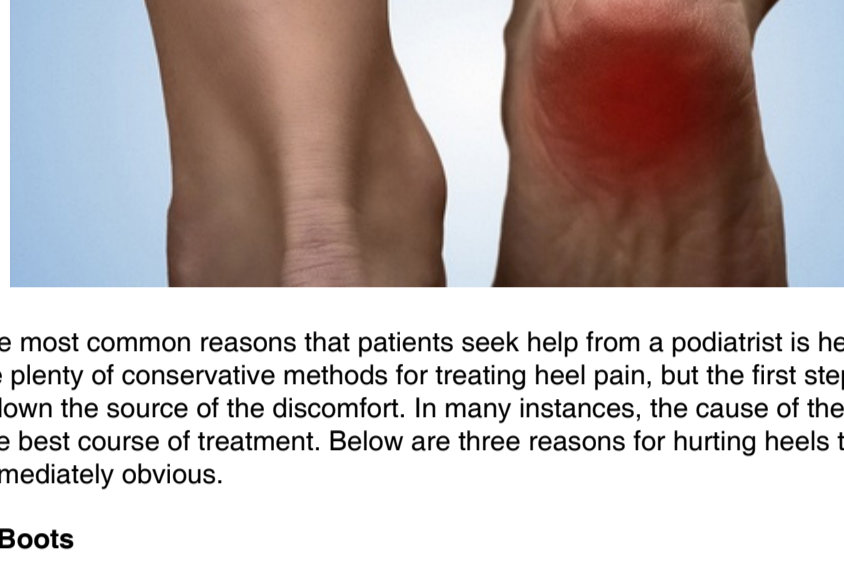 e most common reasons that patients seek help from a podiatrist is he
e plenty of conservative methods for treating heel pain, but the first ste
down the source of the discomfort. In many instances, the cause of the
e best course of treatment. Below are three reasons for hurting heels t
mediately obvious.
Boots